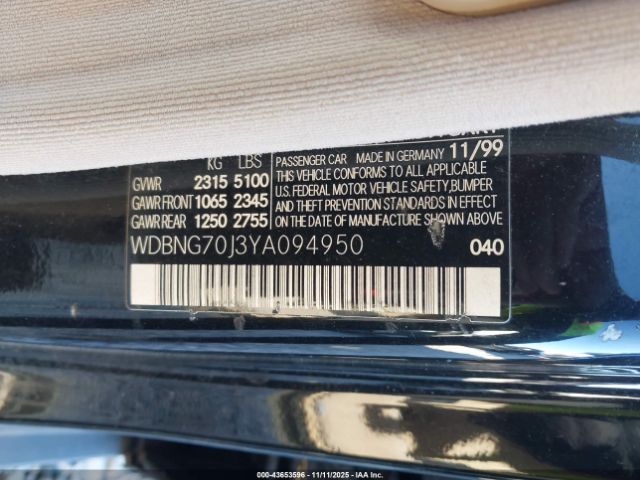 KG LBS
GVWR 2315 5100
GAWR FRONT 1065 2345
GAWR REAR 1250 2755
PASSENGER CAR MADE IN GERMANY 11/99
THIS VEHICLE CONFORMS TO ALL APPLICABLE
U.S. FEDERAL MOTOR VEHICLE SAFETY,BUMPER
AND THEFT PREVENTION STANDARDS IN EFFECT
ON THE DATE OF MANUFACTURE SHOWN ABOVE
WDBNG70J3YA094950 040
000-43653596 - 11/11/2025 - IAA Inc.